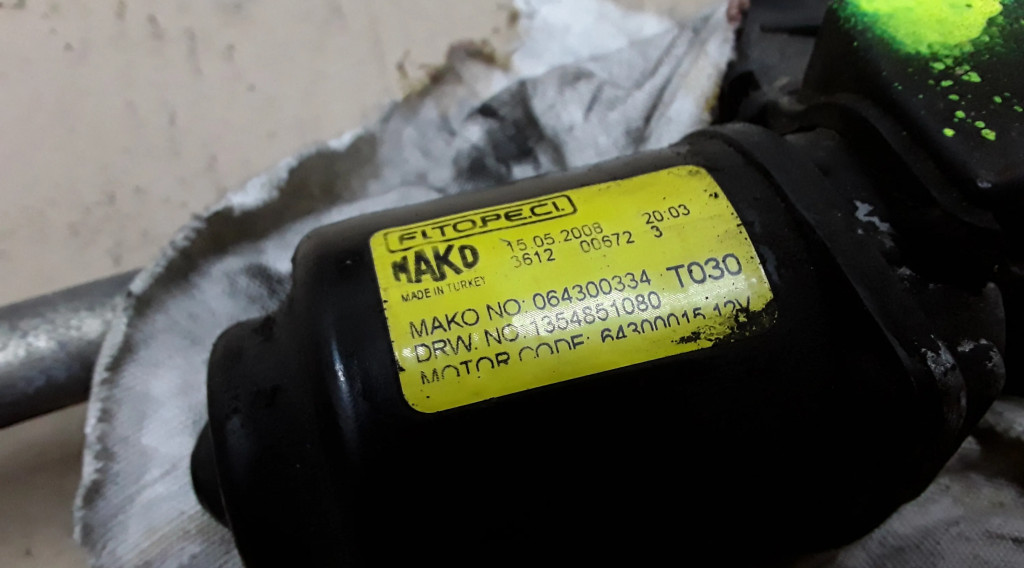 FITOPE.CI.
MAKO 15.05.2008 20:03
3612 00672 3
MADE IN TURKEY
MAKO NO: 064300334 T030
DRW. NO: 1354851080
MOTOR CODE: 64300015 12V